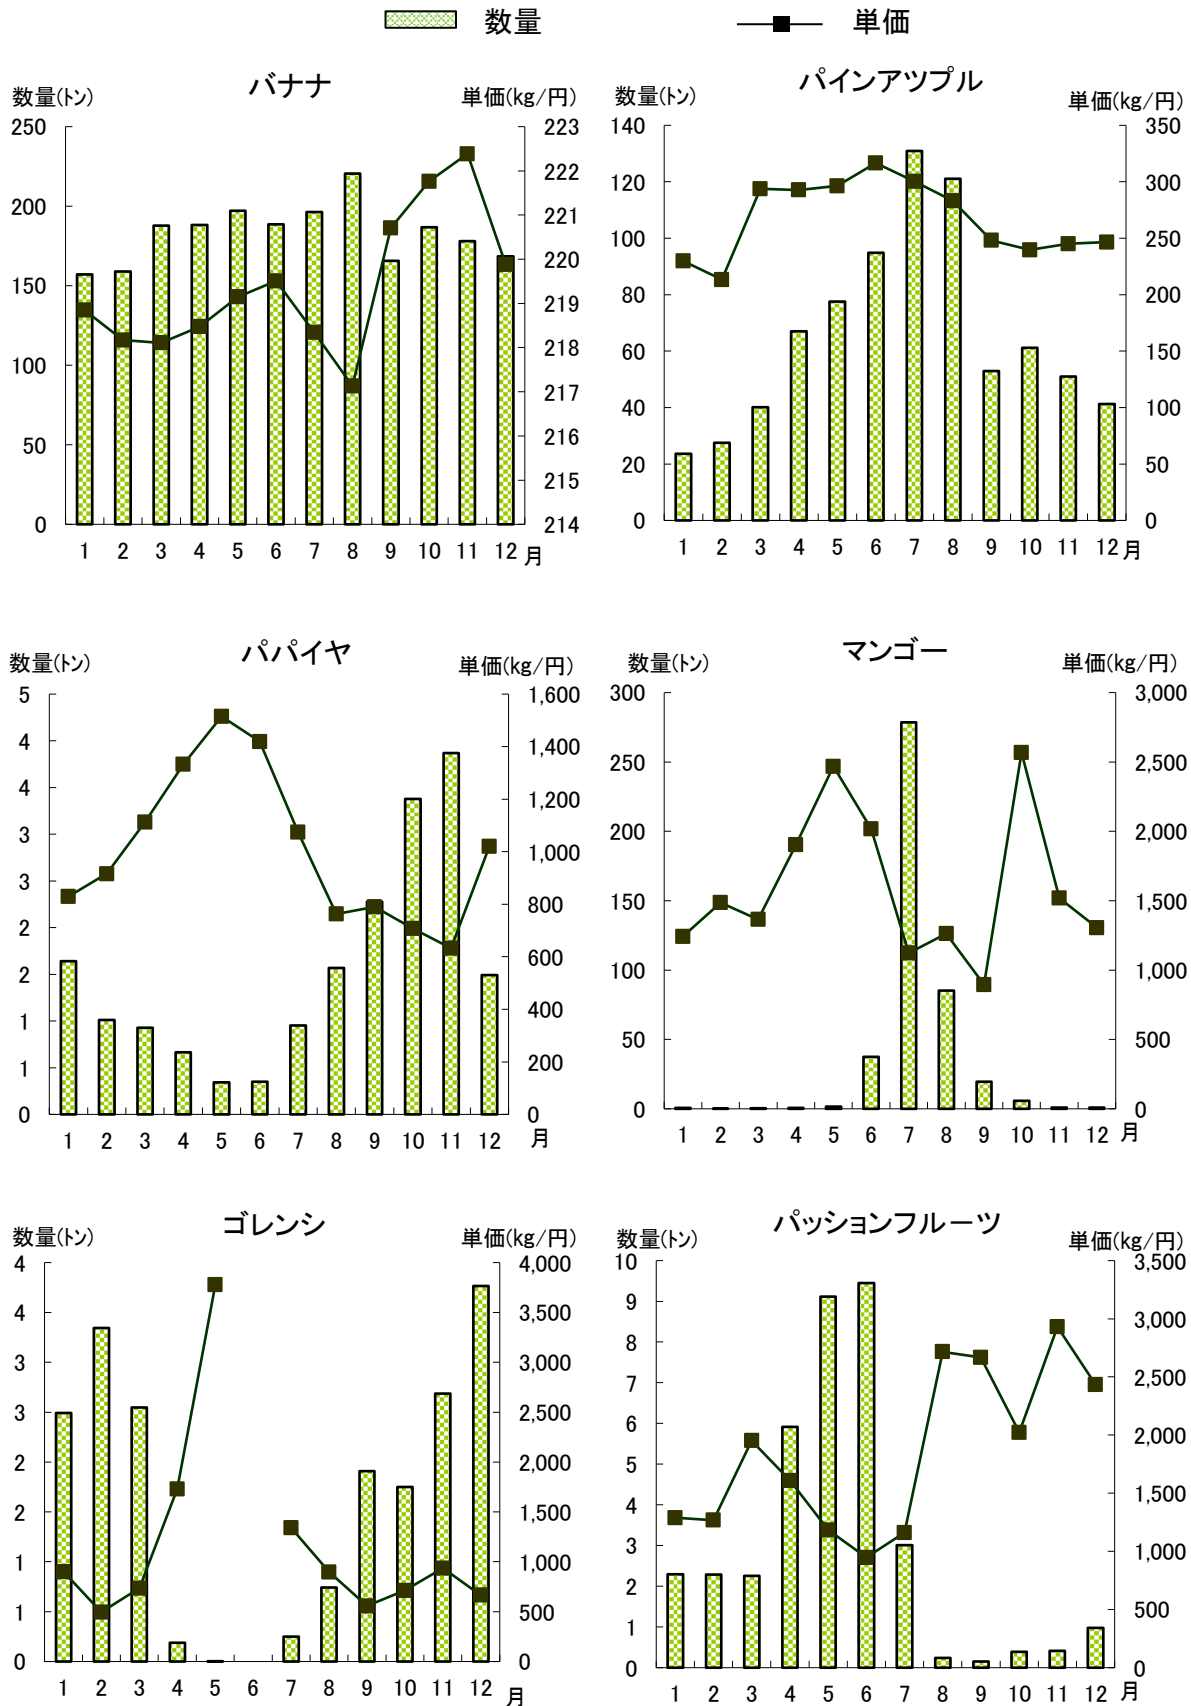 数量 単価
バナナ
数量(トン) 単価(kg/円)
250 223
222
200 221
220
150 219
218
100 217
216
50 215
0 214
1 2 3 4 5 6 7 8 9 10 11 12 月
パインアツプル
数量(トン) 単価(kg/円)
140 350
120 300
100 250
80 200
60 150
40 100
20 50
0 0
1 2 3 4 5 6 7 8 9 10 11 12 月
パパイヤ
数量(トン) 単価(kg/円)
5 1,600
4 1,400
4 1,200
3 1,000
3 800
2 600
2 400
1 200
1
0 0
1 2 3 4 5 6 7 8 9 10 11 12 月
マンゴー
数量(トン) 単価(kg/円)
300 3,000
250 2,500
200 2,000
150 1,500
100 1,000
50 500
0 0
1 2 3 4 5 6 7 8 9 10 11 12 月
ゴレンシ
数量(トン) 単価(kg/円)
4 4,000
4 3,500
3 3,000
3 2,500
2 2,000
2 1,500
1 1,000
1 500
0 0
1 2 3 4 5 6 7 8 9 10 11 12 月
パッションフルーツ
数量(トン) 単価(kg/円)
10 3,500
9 3,000
8 2,500
7 2,000
6 1,500
5 1,000
4 500
3 0
2
1
0
1 2 3 4 5 6 7 8 9 10 11 12 月